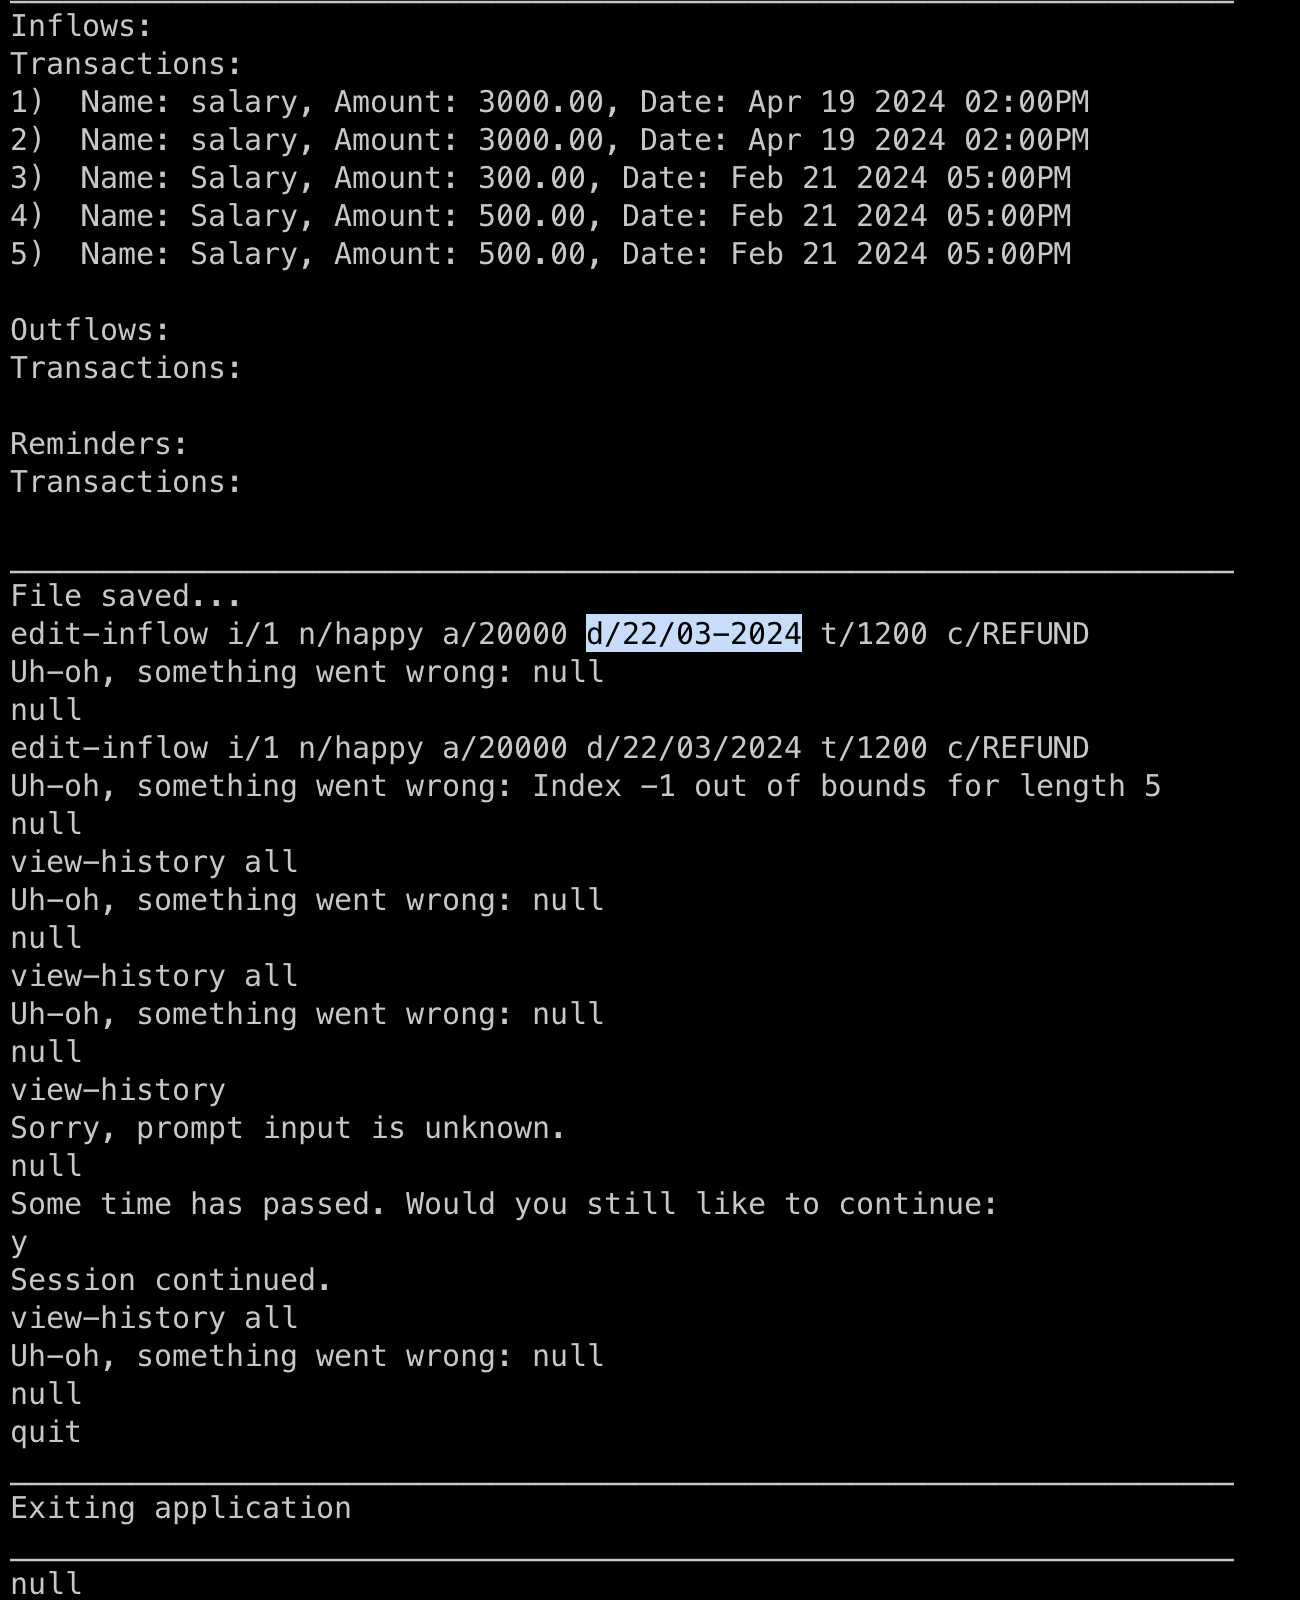 Inflows:
Transactions:
1)  Name: salary, Amount: 3000.00, Date: Apr 19 2024 02:00PM
2)  Name: salary, Amount: 3000.00, Date: Apr 19 2024 02:00PM
3)  Name: Salary, Amount: 300.00, Date: Feb 21 2024 05:00PM
4)  Name: Salary, Amount: 500.00, Date: Feb 21 2024 05:00PM
5)  Name: Salary, Amount: 500.00, Date: Feb 21 2024 05:00PM
Outflows:
Transactions:
Reminders:
Transactions:
File saved...
edit-inflow i/1 n/happy a/20000 d/22/03-2024 t/1200 c/REFUND
Uh-oh, something went wrong: null
null
edit-inflow i/1 n/happy a/20000 d/22/03/2024 t/1200 c/REFUND
Uh-oh, something went wrong: Index -1 out of bounds for length 5
null
view-history all
Uh-oh, something went wrong: null
null
view-history all
Uh-oh, something went wrong: null
null
view-history
Sorry, prompt input is unknown.
null
Some time has passed. Would you still like to continue:
y
Session continued.
view-history all
Uh-oh, something went wrong: null
null
quit
Exiting application
null